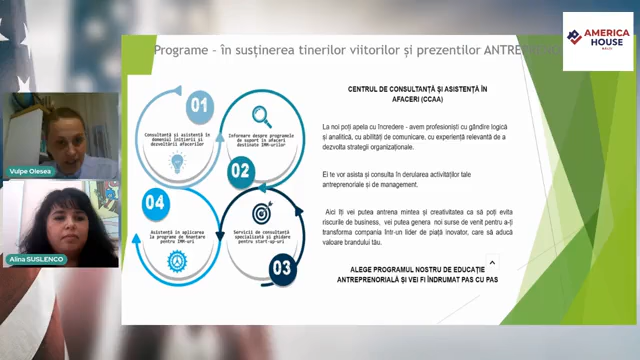 Programe - în susținerea tinerilor viitorilor și prezentilor
AMERICA
HOUSE
BĂLȚI
01
Consultanță și asistență în
domeniul inițierii și
dezvoltării afacerilor
Informare despre programele
de suport în afaceri
destinate IMM-urilor
02
04
Asistență în aplicarea
la programe de finanțare
pentru IMM-uri
Servicii de consultanță
specializată și ghidare
pentru start-up-uri
03
CENTRUL DE CONSULTANȚĂ ȘI ASISTENȚĂ ÎN
AFACERI (CCAA)
La noi poți apela cu încredere - avem profesioniști cu gândire logică
și analitică, cu abilități de comunicare, cu experiență relevantă de a
dezvolta strategii organizaționale.
Ei te vor asista și consulta în derularea activităților tale
antreprenoriale și de management.
Aici îți vei putea antrena mintea și creativitatea ca să poți evita
riscurile de business, vei putea genera noi surse de venit pentru a-ți
transforma compania într-un lider de piață inovator, care să aducă
valoare brandului tău.
ALEGE PROGRAMUL NOSTRU DE EDUCAȚIE
ANTREPRENORIALĂ ȘI VEI FI ÎNDRUMAT PAS CU PAS
Vulpe Olesea
Alina SUSLENCO